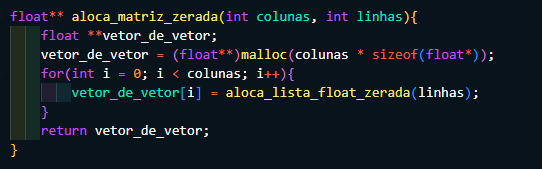 float** aloca_matriz_zerada(int colunas, int linhas){
    float **vetor_de_vetor;
    vetor_de_vetor = (float**)malloc(colunas * sizeof(float*));
    for(int i = 0; i < colunas; i++){
        vetor_de_vetor[i] = aloca_lista_float_zerada(linhas);
    }
    return vetor_de_vetor;
}